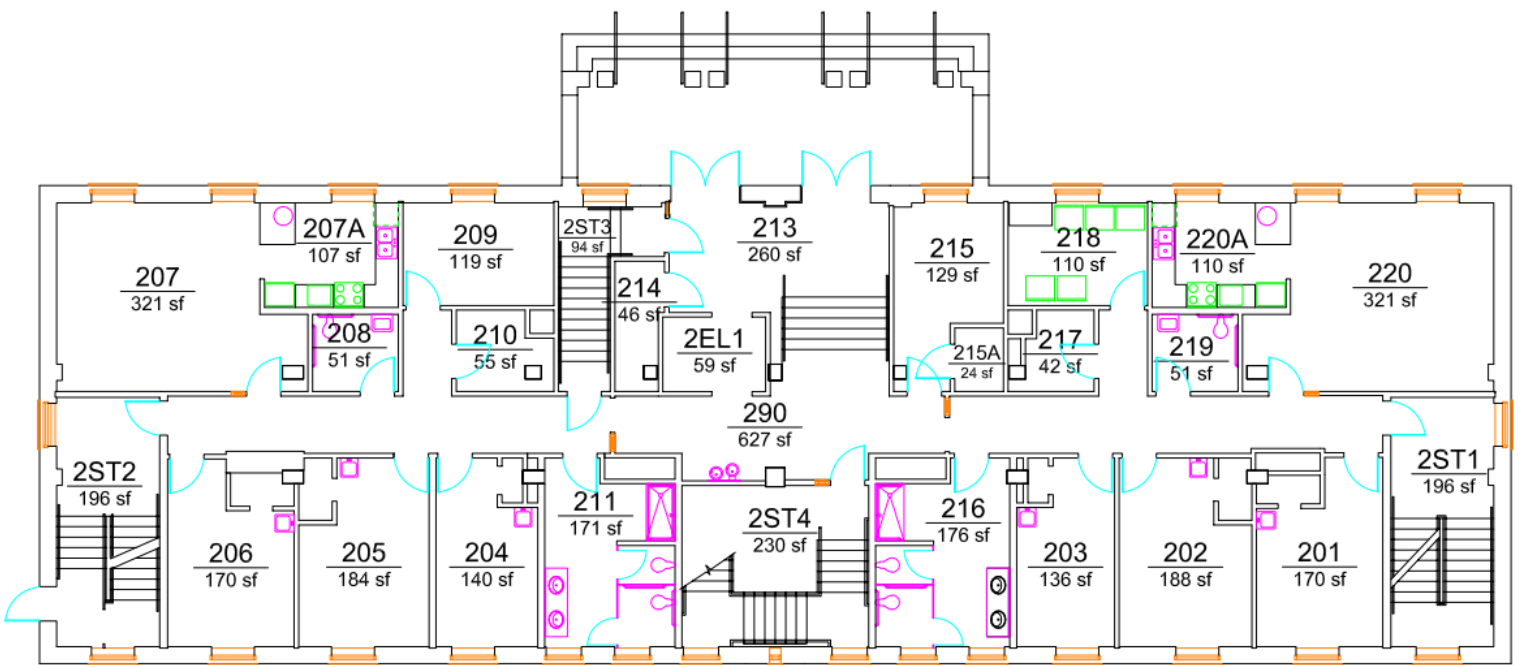 207
321 sf
207A
107 sf
208
51 sf
209
119 sf
210
55 sf
2ST3
94 sf
214
46 sf
213
260 sf
2EL1
59 sf
215
129 sf
215A
24 sf
218
110 sf
217
42 sf
220A
110 sf
219
51 sf
220
321 sf
290
627 sf
2ST2
196 sf
206
170 sf
205
184 sf
204
140 sf
211
171 sf
2ST4
230 sf
216
176 sf
203
136 sf
202
188 sf
201
170 sf
2ST1
196 sf